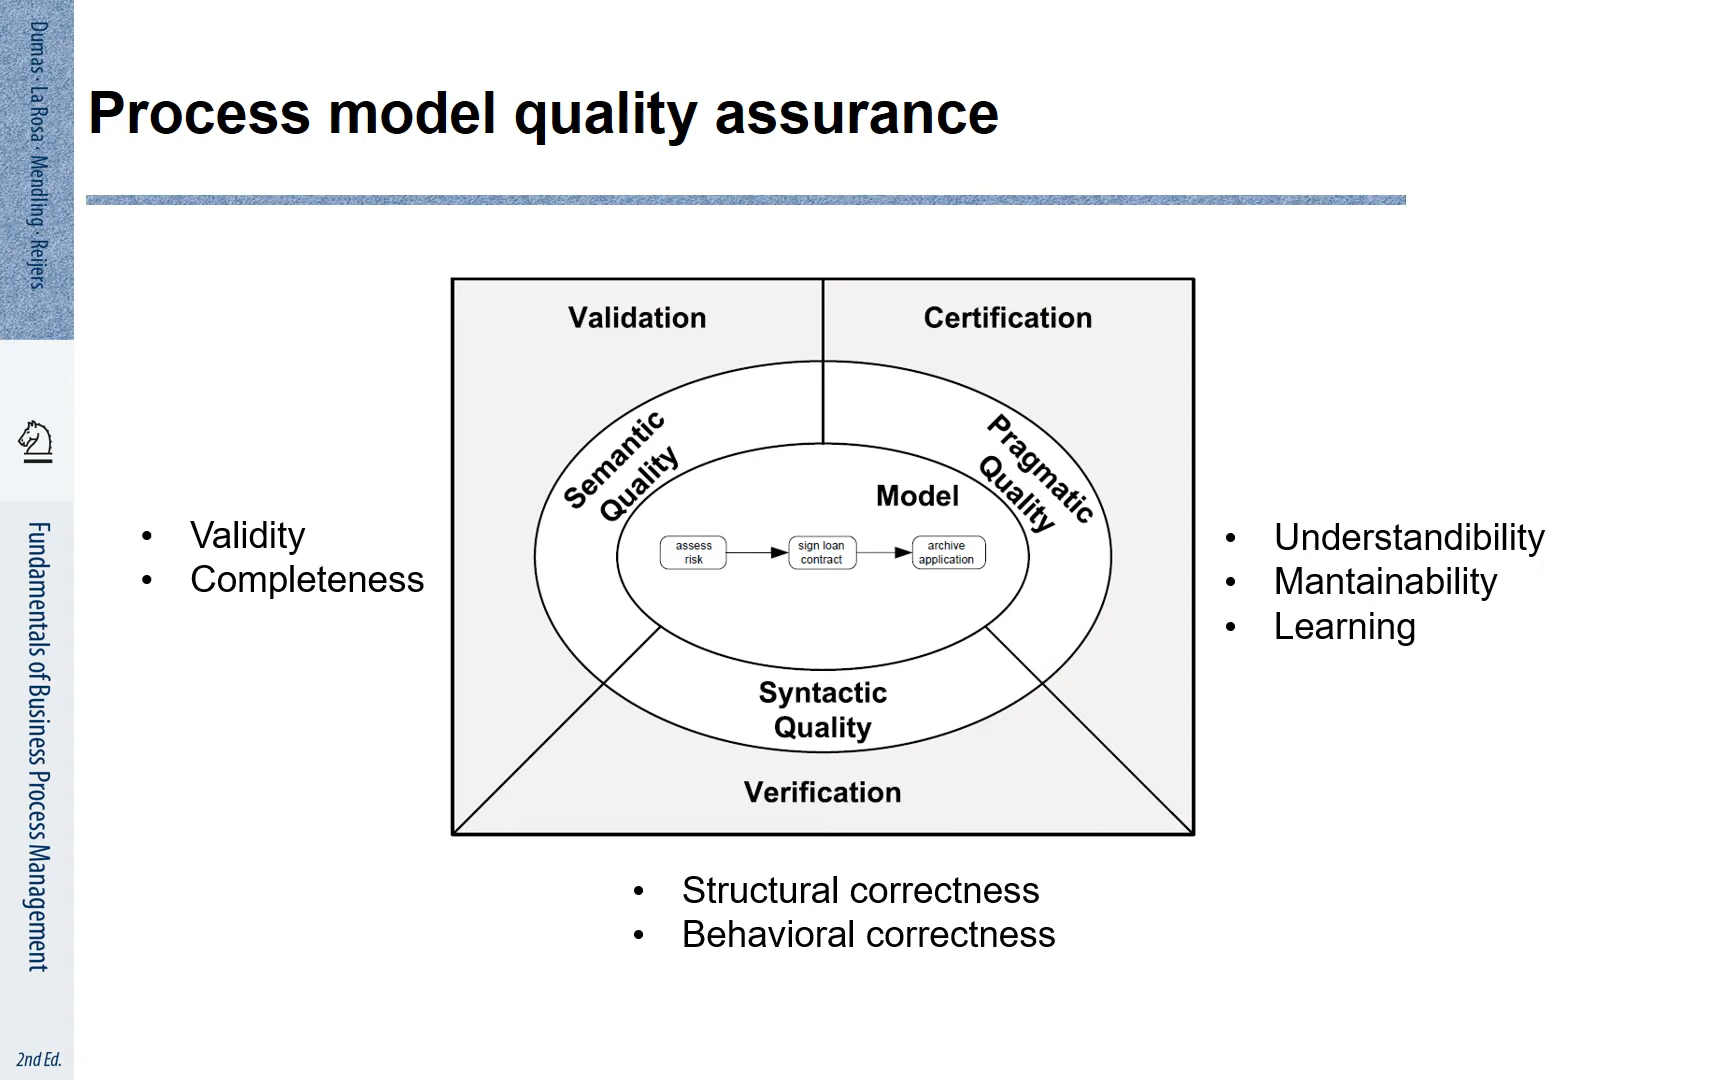 Dumas · La Rosa · Mendling · Reijers
Fundamentals of Business Process Management
2nd Ed.
Process model quality assurance
Validation
Certification
Semantic
Quality
Pragmatic
Quality
Model
assess
risk
sign loan
contract
archive
application
Syntactic
Quality
Verification
• Validity
• Completeness
• Understandibility
• Mantainability
• Learning
• Structural correctness
• Behavioral correctness